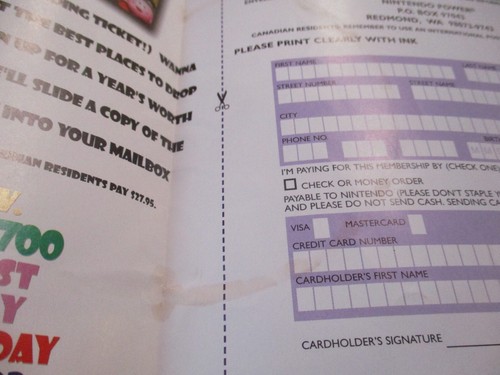 ING TICKET!) WANNA
THE BEST PLACES TO DROP
UP FOR A YEAR'S WORTH
'LL SLIDE A COPY OF THE
INTO YOUR MAILBOX
RESIDENTS PAY $27.95.
700
ST
Y
DAY
NINTENDO POWER
P.O. BOX 97043
REDMOND, WA 98073-9743
CANADIAN RESIDENTS, REMEMBER TO USE AN INTERNATIONAL
PLEASE PRINT CLEARLY WITH INK
FIRST NAME
STREET NUMBER STREET NAME
CITY
PHONE NO. BIRT
I'M PAYING FOR THIS MEMBERSHIP BY (CHECK ONE)
CHECK OR MONEY ORDER
PAYABLE TO NINTENDO (PLEASE DON'T STAPLE Y
AND PLEASE DO NOT SEND CASH. SENDING CA
VISA MASTERCARD
CREDIT CARD NUMBER
CARDHOLDER'S FIRST NAME
CARDHOLDER'S SIGNATURE